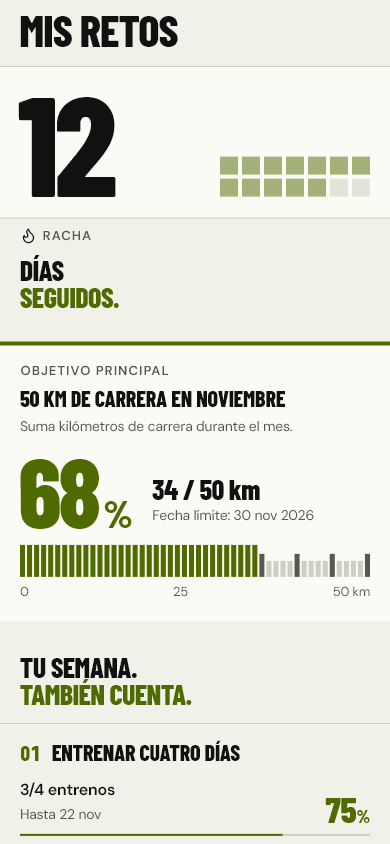 MIS RETOS
12
RACHA
DÍAS
SEGUIDOS.
OBJETIVO PRINCIPAL
50 KM DE CARRERA EN NOVIEMBRE
Suma kilómetros de carrera durante el mes.
68%
34 / 50 km
Fecha límite: 30 nov 2026
0 25 50 km
TU SEMANA.
TAMBIÉN CUENTA.
01 ENTRENAR CUATRO DÍAS
3/4 entrenos
Hasta 22 nov
75%